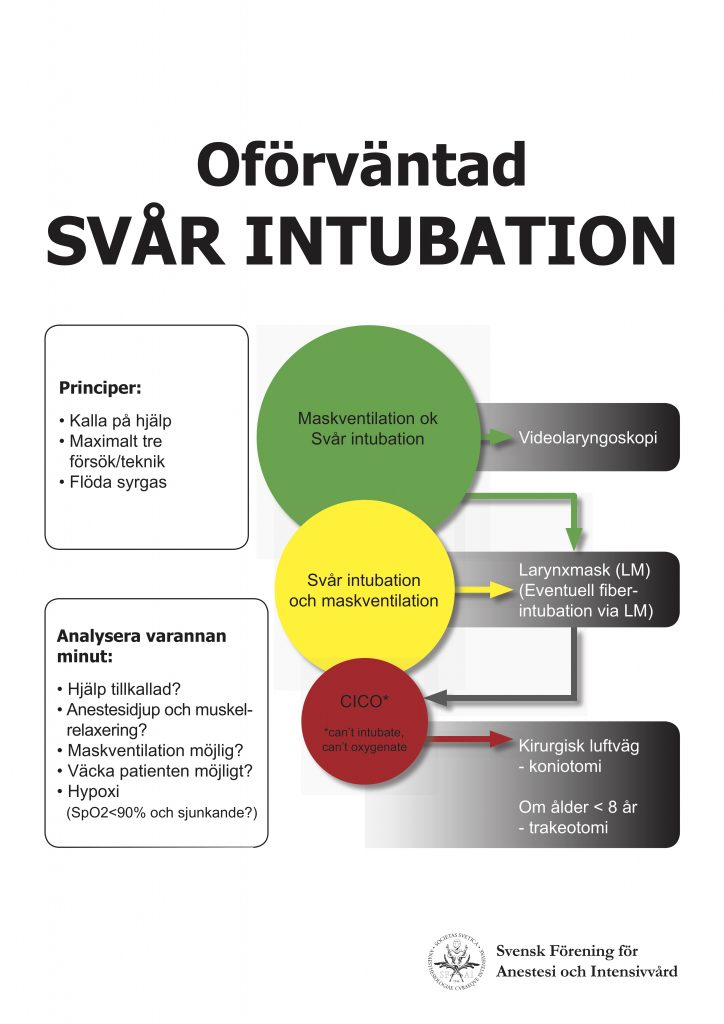 Oförväntad
SVÅR INTUBATION
Principer:
• Kalla på hjälp
• Maximalt tre
försök/teknik
• Flöda syrgas
Analysera varannan
minut:
• Hjälp tillkallad?
• Anestesidjup och muskel-
relaxering?
• Maskventilation möjlig?
• Väcka patienten möjligt?
• Hypoxi
(SpO2<90% och sjunkande?)
Maskventilation ok
Svår intubation
Videolaryngoskopi
Svår intubation
och maskventilation
Larynxmask (LM)
(Eventuell fiber-
intubation via LM)
CICO*
*can´t intubate,
can´t oxygenate
Kirurgisk luftväg
- koniotomi
Om ålder < 8 år
- trakeotomi
Svensk Förening för
Anestesi och Intensivvård